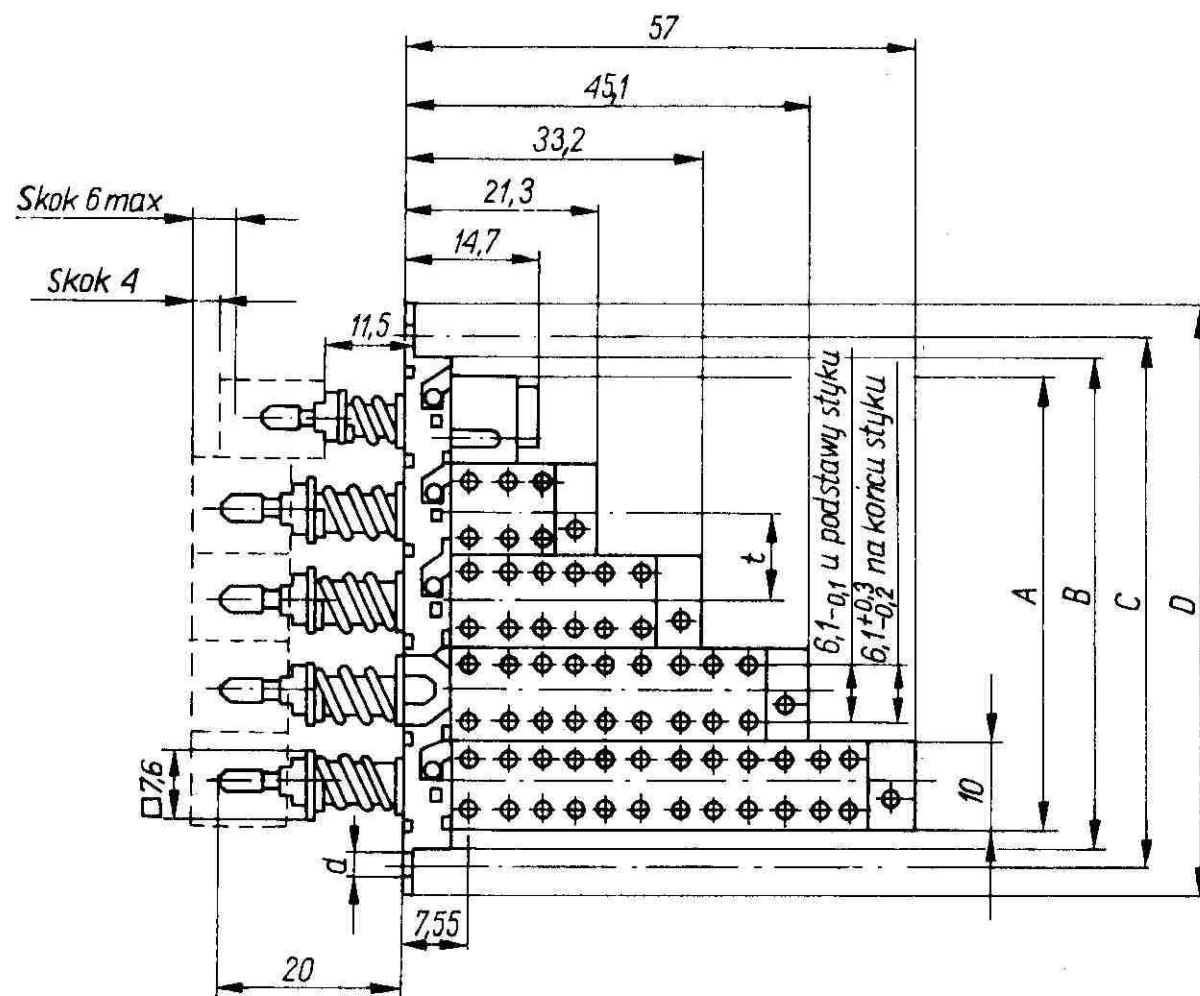 57
45,1
33,2
21,3
14,7
Skok 6 max
Skok 4
11,5
t
6,1-0,1 u podstawy styku
6,1+0,3-0,2 na końcu styku
A
B
C
D
□7,6
10
d
7,55
20